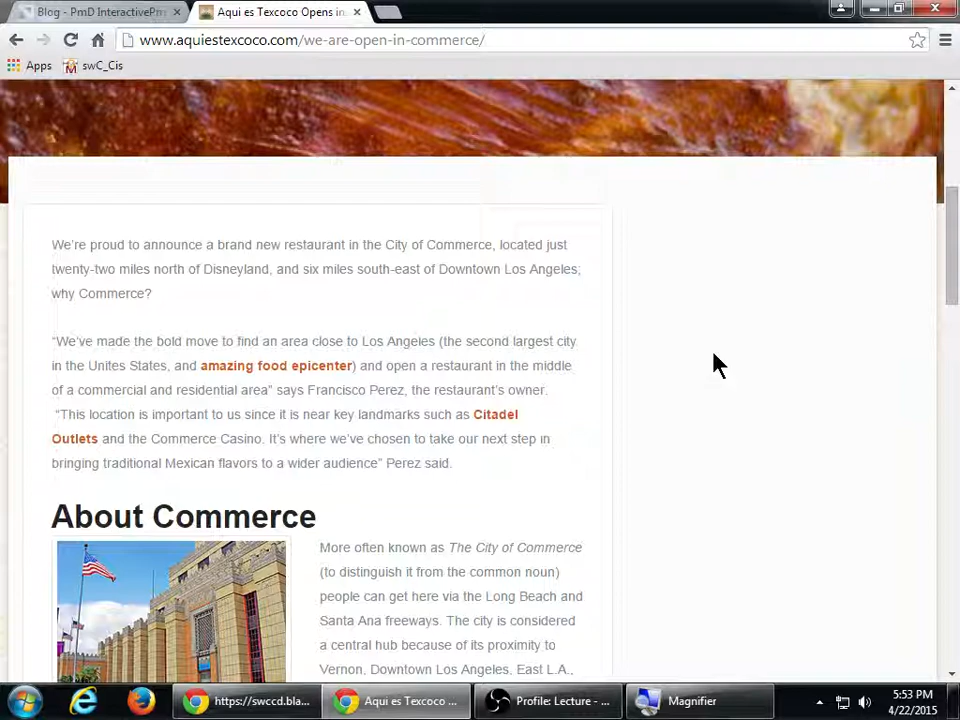 Blog - PmD InteractivePm
Aqui es Texcoco Opens in
www.aquiestexcoco.com/we-are-open-in-commerce/
Apps
swC_Cis
We’re proud to announce a brand new restaurant in the City of Commerce, located just
twenty-two miles north of Disneyland, and six miles south-east of Downtown Los Angeles;
why Commerce?
“We’ve made the bold move to find an area close to Los Angeles (the second largest city
in the Unites States, and amazing food epicenter) and open a restaurant in the middle
of a commercial and residential area” says Francisco Perez, the restaurant’s owner.
“This location is important to us since it is near key landmarks such as Citadel
Outlets and the Commerce Casino. It’s where we’ve chosen to take our next step in
bringing traditional Mexican flavors to a wider audience” Perez said.
About Commerce
More often known as The City of Commerce
(to distinguish it from the common noun)
people can get here via the Long Beach and
Santa Ana freeways. The city is considered
a central hub because of its proximity to
Vernon, Downtown Los Angeles, East L.A.,
https://swccd.bla...
Aqui es Texcoco ...
Profile: Lecture - ...
Magnifier
5:53 PM
4/22/2015